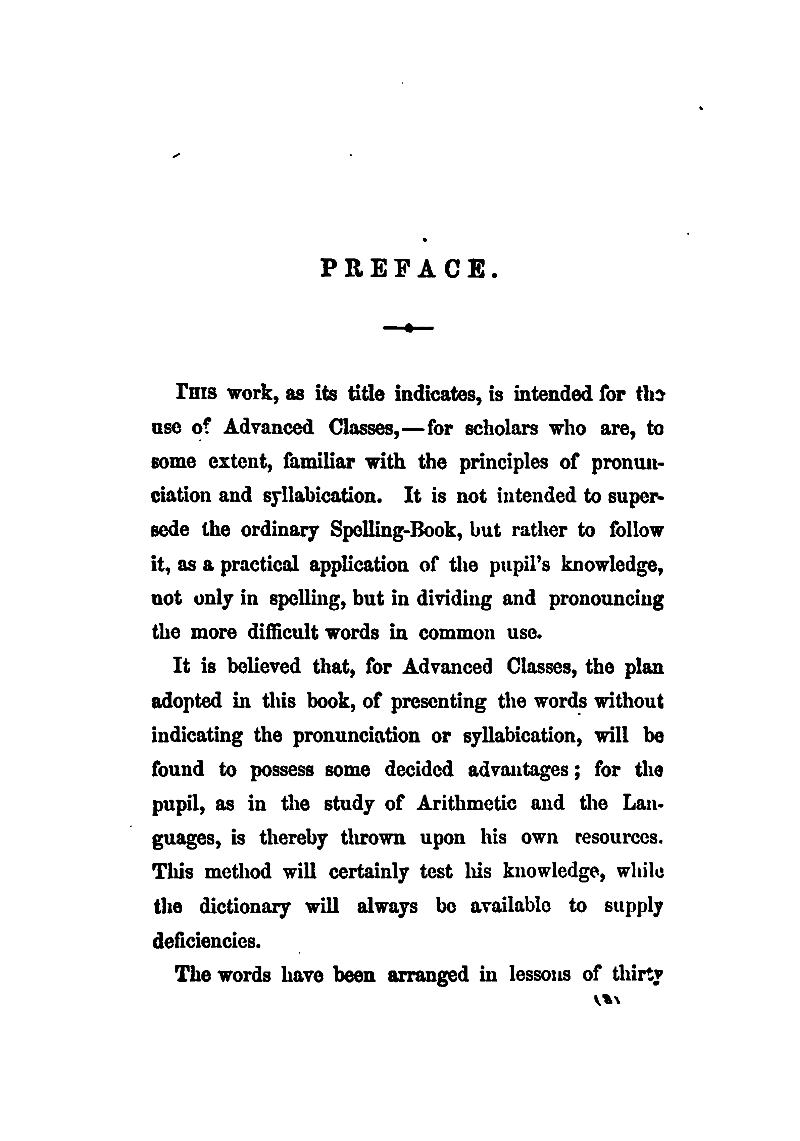 PREFACE.
THIS work, as its title indicates, is intended for the
use of Advanced Classes,—for scholars who are, to
some extent, familiar with the principles of pronun-
ciation and syllabication. It is not intended to super-
sede the ordinary Spelling-Book, but rather to follow
it, as a practical application of the pupil's knowledge,
not only in spelling, but in dividing and pronouncing
the more difficult words in common use.
It is believed that, for Advanced Classes, the plan
adopted in this book, of presenting the words without
indicating the pronunciation or syllabication, will be
found to possess some decided advantages; for the
pupil, as in the study of Arithmetic and the Lan-
guages, is thereby thrown upon his own resources.
This method will certainly test his knowledge, while
the dictionary will always be available to supply
deficiencies.
The words have been arranged in lessons of thirty